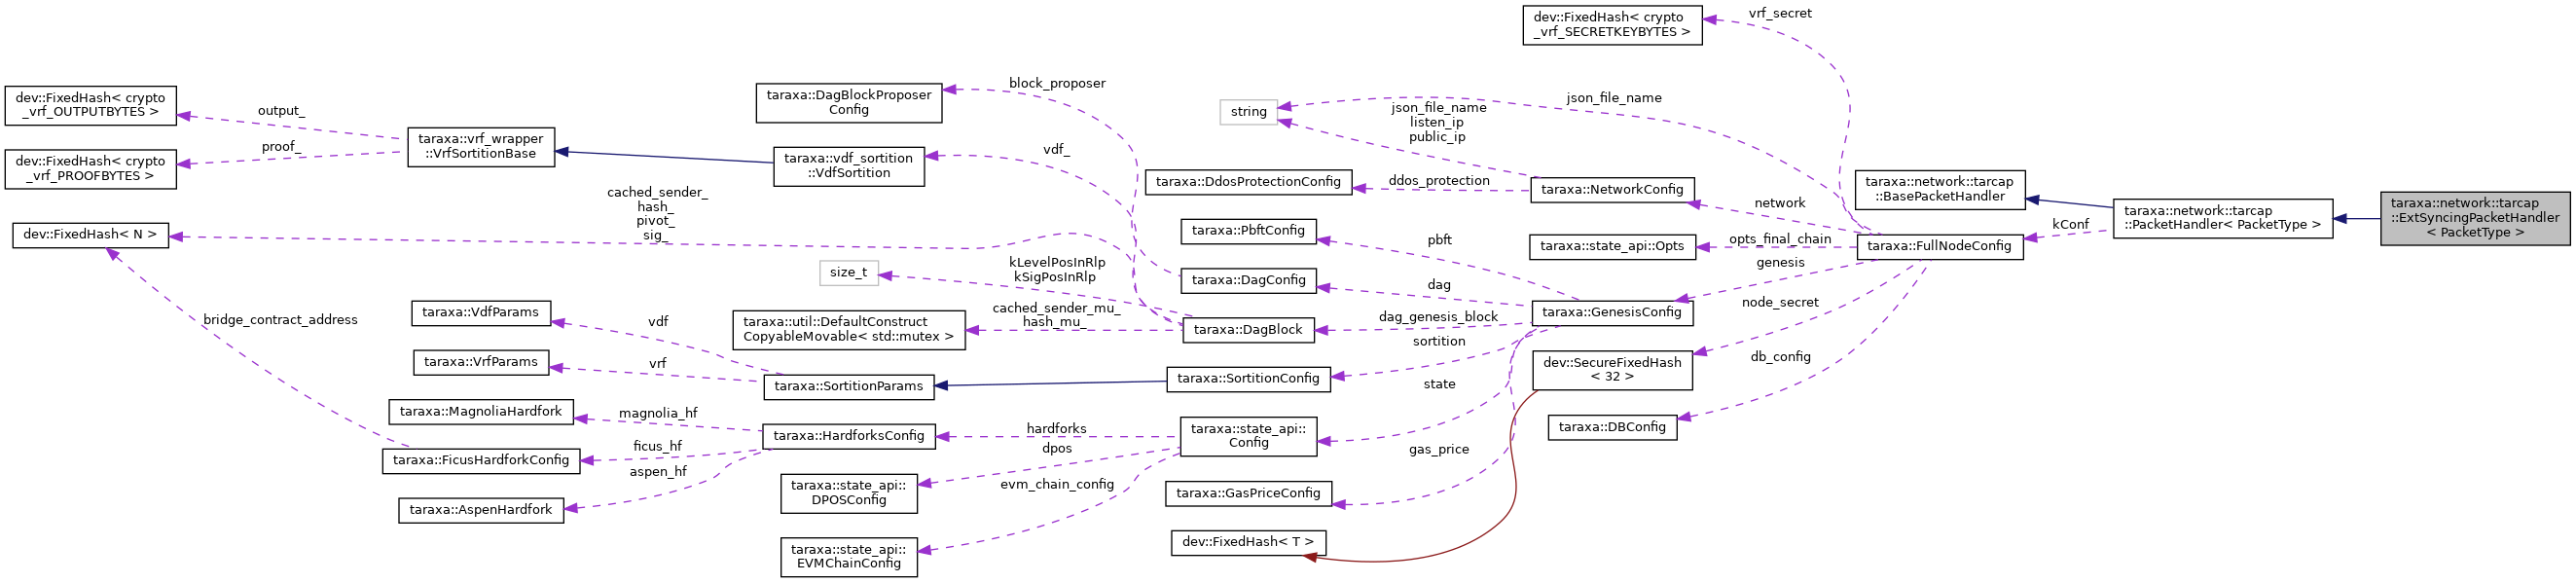 dev::FixedHash< crypto
_vrf_SECRETKEYBYTES >
vrf_secret
dev::FixedHash< crypto
_vrf_OUTPUTBYTES >
output_
dev::FixedHash< crypto
_vrf_PROOFBYTES >
proof_
taraxa::vrf_wrapper
::VrfSortitionBase
taraxa::DagBlockProposer
Config
block_proposer
taraxa::vdf_sortition
::VdfSortition
vdf_
string
json_file_name
json_file_name
listen_ip
public_ip
taraxa::DdosProtectionConfig
ddos_protection
taraxa::NetworkConfig
network
taraxa::network::tarcap
::BasePacketHandler
taraxa::network::tarcap
::PacketHandler< PacketType >
kConf
taraxa::network::tarcap
::ExtSyncingPacketHandler
< PacketType >
dev::FixedHash< N >
cached_sender_
hash_
pivot_
sig_
taraxa::PbftConfig
pbft
taraxa::state_api::Opts
opts_final_chain
taraxa::FullNodeConfig
genesis
size_t
kLevelPosInRlp
kSigPosInRlp
taraxa::DagConfig
dag
taraxa::GenesisConfig
node_secret
bridge_contract_address
taraxa::VdfParams
vdf
taraxa::util::DefaultConstruct
CopyableMovable< std::mutex >
cached_sender_mu_
hash_mu_
taraxa::DagBlock
dag_genesis_block
sortition
taraxa::VrfParams
vrf
taraxa::SortitionParams
taraxa::SortitionConfig
state
dev::SecureFixedHash
< 32 >
db_config
taraxa::MagnoliaHardfork
magnolia_hf
taraxa::HardforksConfig
hardforks
taraxa::state_api::
Config
taraxa::DBConfig
taraxa::FicusHardforkConfig
ficus_hf
aspen_hf
dpos
gas_price
taraxa::AspenHardfork
taraxa::state_api::
DPOSConfig
evm_chain_config
taraxa::GasPriceConfig
taraxa::state_api::
EVMChainConfig
dev::FixedHash< T >